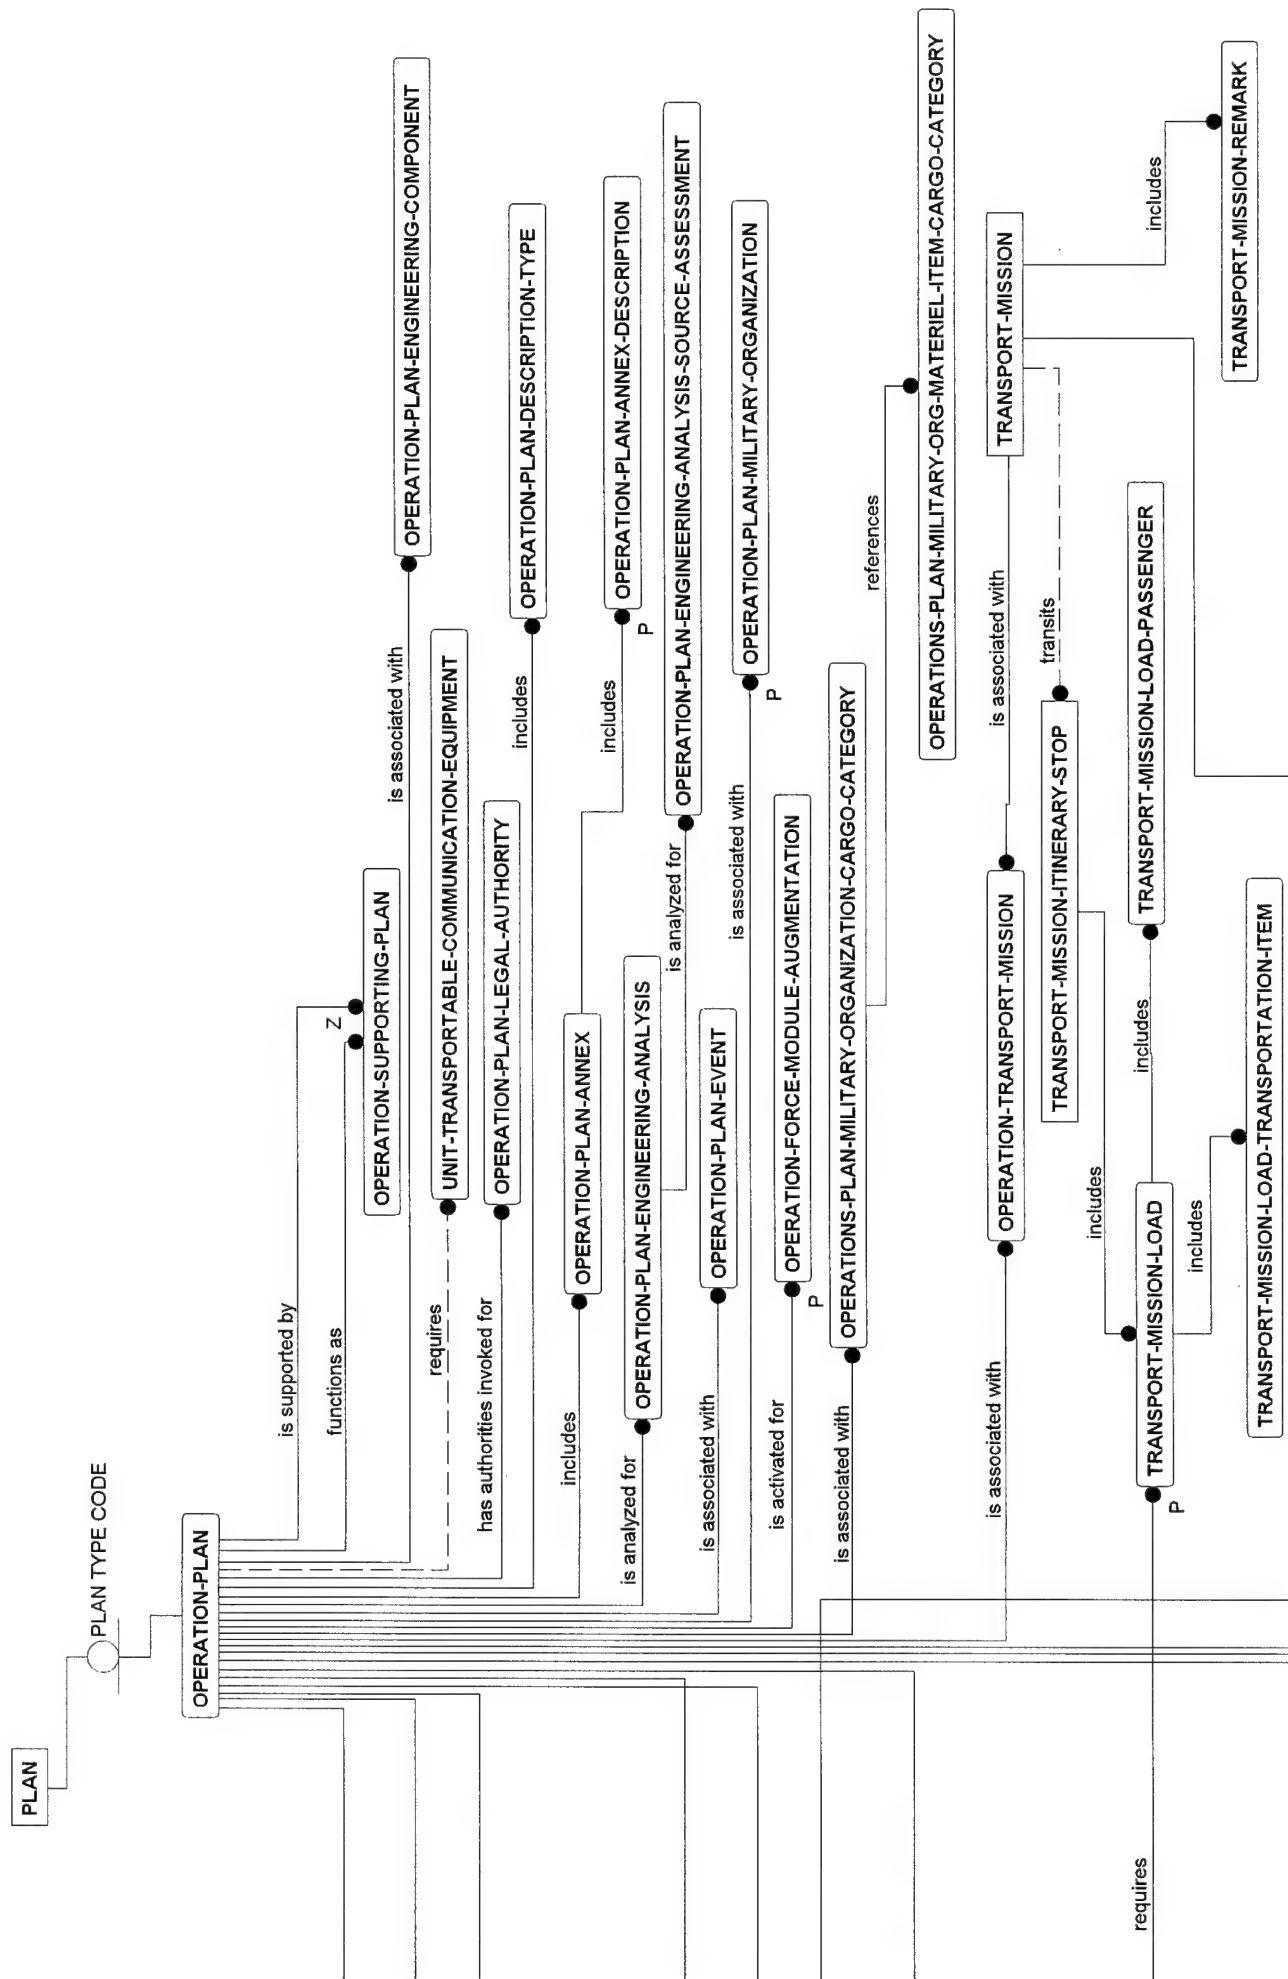 PLAN
PLAN TYPE CODE
OPERATION-PLAN
is supported by
functions as
Z
OPERATION-SUPPORTING-PLAN
is associated with
OPERATION-PLAN-ENGINEERING-COMPONENT
requires
UNIT-TRANSPORTABLE-COMMUNICATION-EQUIPMENT
has authorities invoked for
OPERATION-PLAN-LEGAL-AUTHORITY
includes
OPERATION-PLAN-DESCRIPTION-TYPE
includes
OPERATION-PLAN-ANNEX
includes
OPERATION-PLAN-ANNEX-DESCRIPTION
P
is analyzed for
OPERATION-PLAN-ENGINEERING-ANALYSIS
is analyzed for
OPERATION-PLAN-ENGINEERING-ANALYSIS-SOURCE-ASSESSMENT
is associated with
OPERATION-PLAN-EVENT
is associated with
OPERATION-PLAN-MILITARY-ORGANIZATION
P
is activated for
OPERATION-FORCE-MODULE-AUGMENTATION
P
is associated with
OPERATIONS-PLAN-MILITARY-ORGANIZATION-CARGO-CATEGORY
references
OPERATIONS-PLAN-MILITARY-ORG-MATERIEL-ITEM-CARGO-CATEGORY
is associated with
OPERATION-TRANSPORT-MISSION
is associated with
TRANSPORT-MISSION
transits
TRANSPORT-MISSION-ITINERARY-STOP
includes
TRANSPORT-MISSION-REMARK
includes
requires
TRANSPORT-MISSION-LOAD
P
includes
TRANSPORT-MISSION-LOAD-PASSENGER
includes
TRANSPORT-MISSION-LOAD-TRANSPORTATION-ITEM